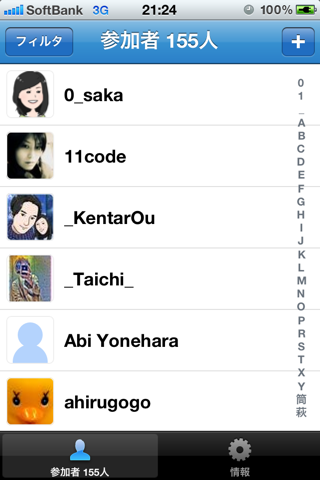 SoftBank 3G 21:24 100%
フィルタ 参加者 155人 +
0_saka
11code
_KentarOu
_Taichi_
Abi Yonehara
ahirugogo
0
1
_
A
B
C
D
E
F
G
H
I
J
K
L
M
N
O
P
R
S
T
X
Y
筒
萩
参加者 155人 情報